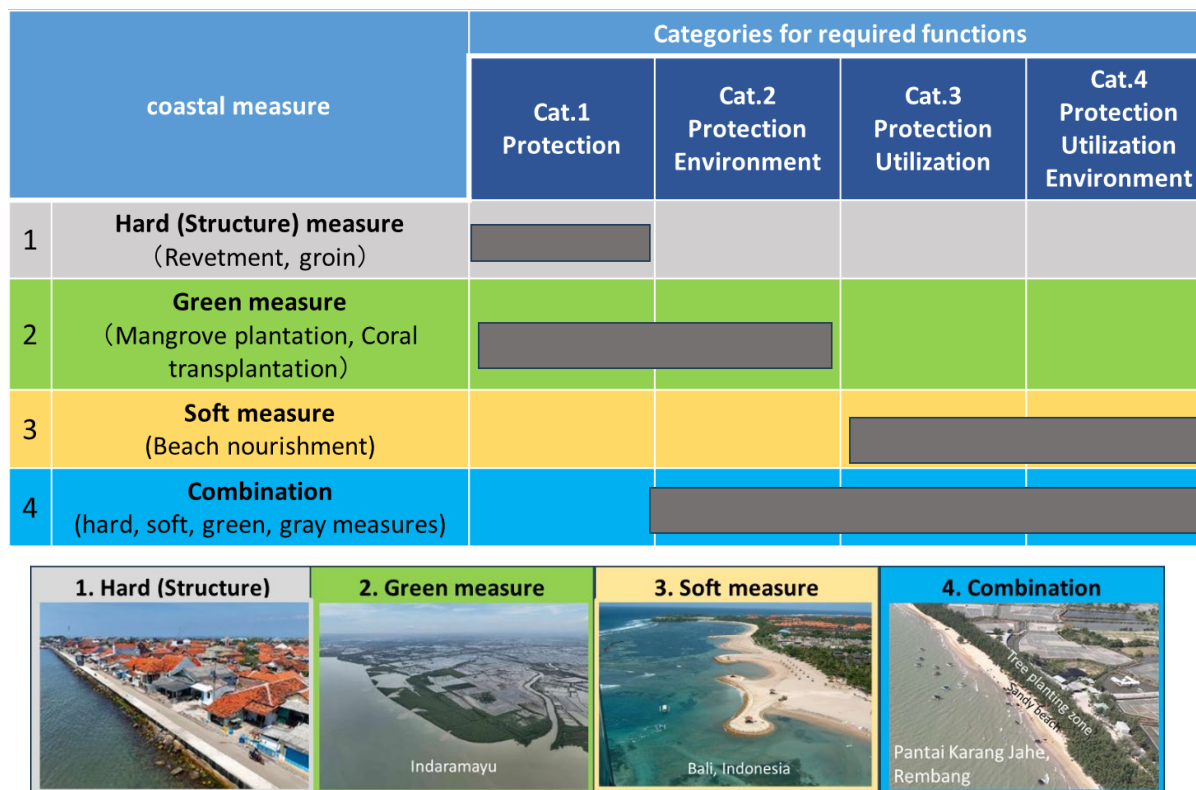 Categories for required functions
coastal measure
Cat.1
Protection
Cat.2
Protection
Environment
Cat.3
Protection
Utilization
Cat.4
Protection
Utilization
Environment
1
Hard (Structure) measure
（Revetment, groin）
2
Green measure
（Mangrove plantation, Coral
transplantation）
3
Soft measure
(Beach nourishment)
4
Combination
(hard, soft, green, gray measures)
1. Hard (Structure)
2. Green measure
Indaramayu
3. Soft measure
Bali, Indonesia
4. Combination
Tree planting zone
Sandy beach
Pantai Karang Jahe,
Rembang